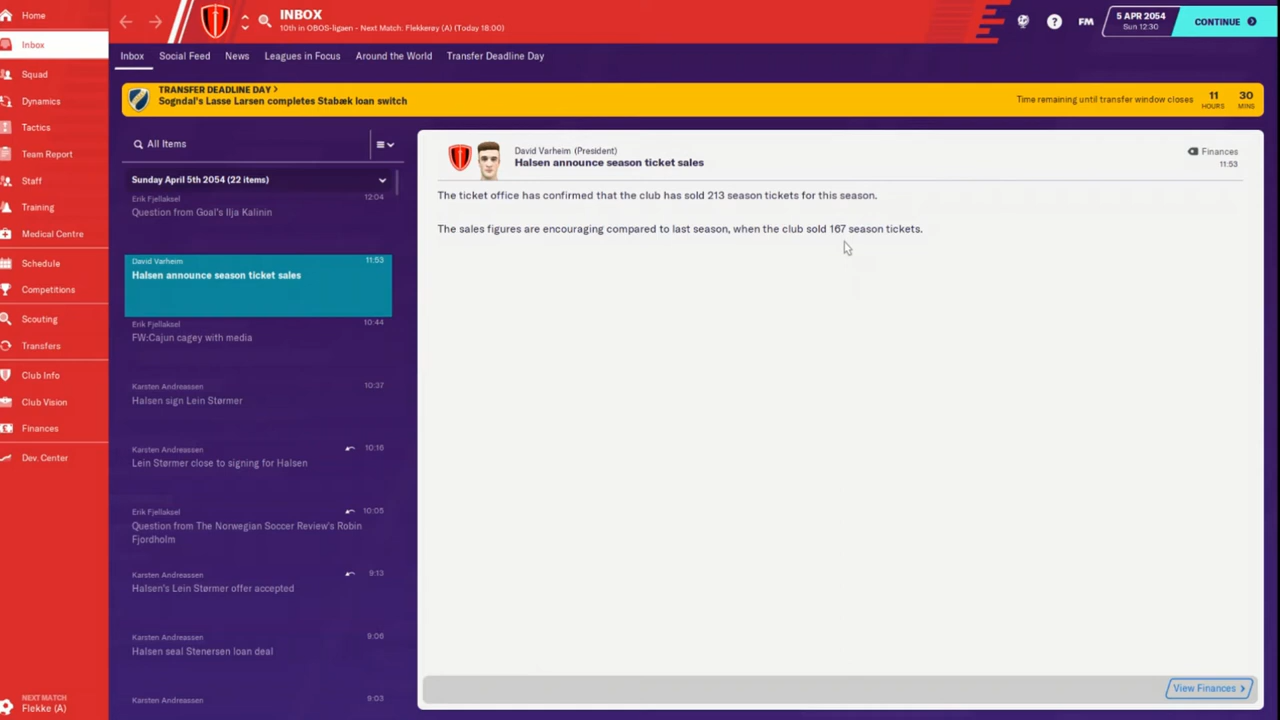 Home
Inbox
Squad
Dynamics
Tactics
Team Report
Staff
Training
Medical Centre
Schedule
Competitions
Scouting
Transfers
Club Info
Club Vision
Finances
Dev. Center
NEXT MATCH
Flekke (A)
INBOX
10th in OBOS-ligaen - Next Match: Flekkerøy (A) (Today 18:00)
FM
5 APR 2054
Sun 12:30
CONTINUE
Inbox
Social Feed
News
Leagues in Focus
Around the World
Transfer Deadline Day
TRANSFER DEADLINE DAY >
Sogndal's Lasse Larsen completes Stabæk loan switch
Time remaining until transfer window closes
11
HOURS
30
MINS
All Items
Sunday April 5th 2054 (22 items)
Erik Fjellaksel 12:04
Question from Goal's Ilja Kalinin
David Varheim 11:53
Halsen announce season ticket sales
Erik Fjellaksel 10:44
FW:Cajun cagey with media
Karsten Andreassen 10:37
Halsen sign Lein Størmer
Karsten Andreassen 10:16
Lein Størmer close to signing for Halsen
Erik Fjellaksel 10:05
Question from The Norwegian Soccer Review's Robin
Fjordholm
Karsten Andreassen 9:13
Halsen's Lein Størmer offer accepted
Karsten Andreassen 9:06
Halsen seal Stenersen loan deal
Karsten Andreassen 9:03
David Varheim (President)
Halsen announce season ticket sales
Finances
11:53
The ticket office has confirmed that the club has sold 213 season tickets for this season.
The sales figures are encouraging compared to last season, when the club sold 167 season tickets.
View Finances >